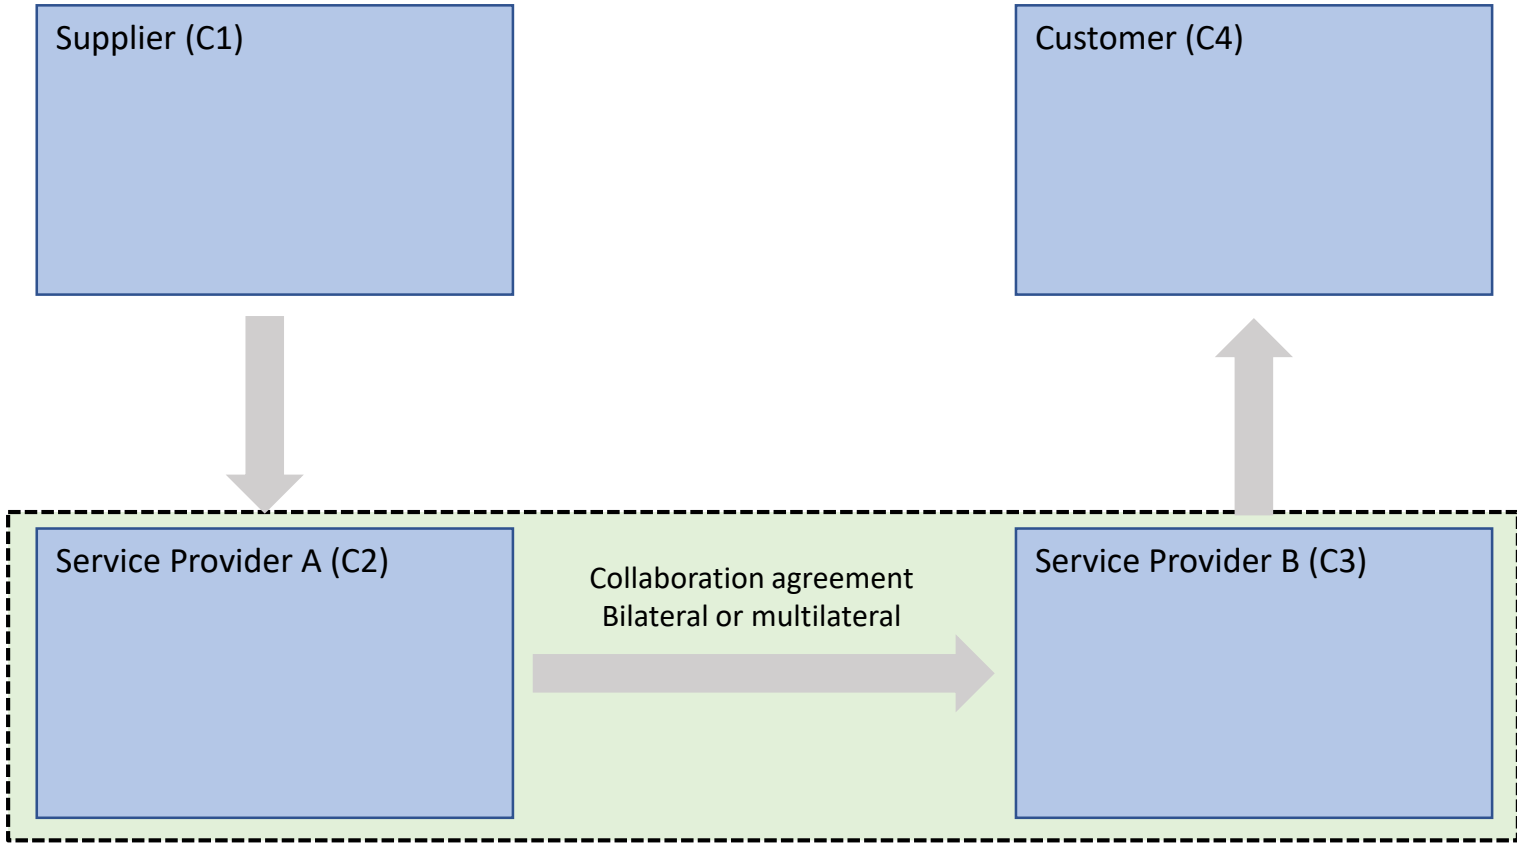 Supplier (C1)
Customer (C4)
Service Provider A (C2)
Collaboration agreement
Bilateral or multilateral
Service Provider B (C3)